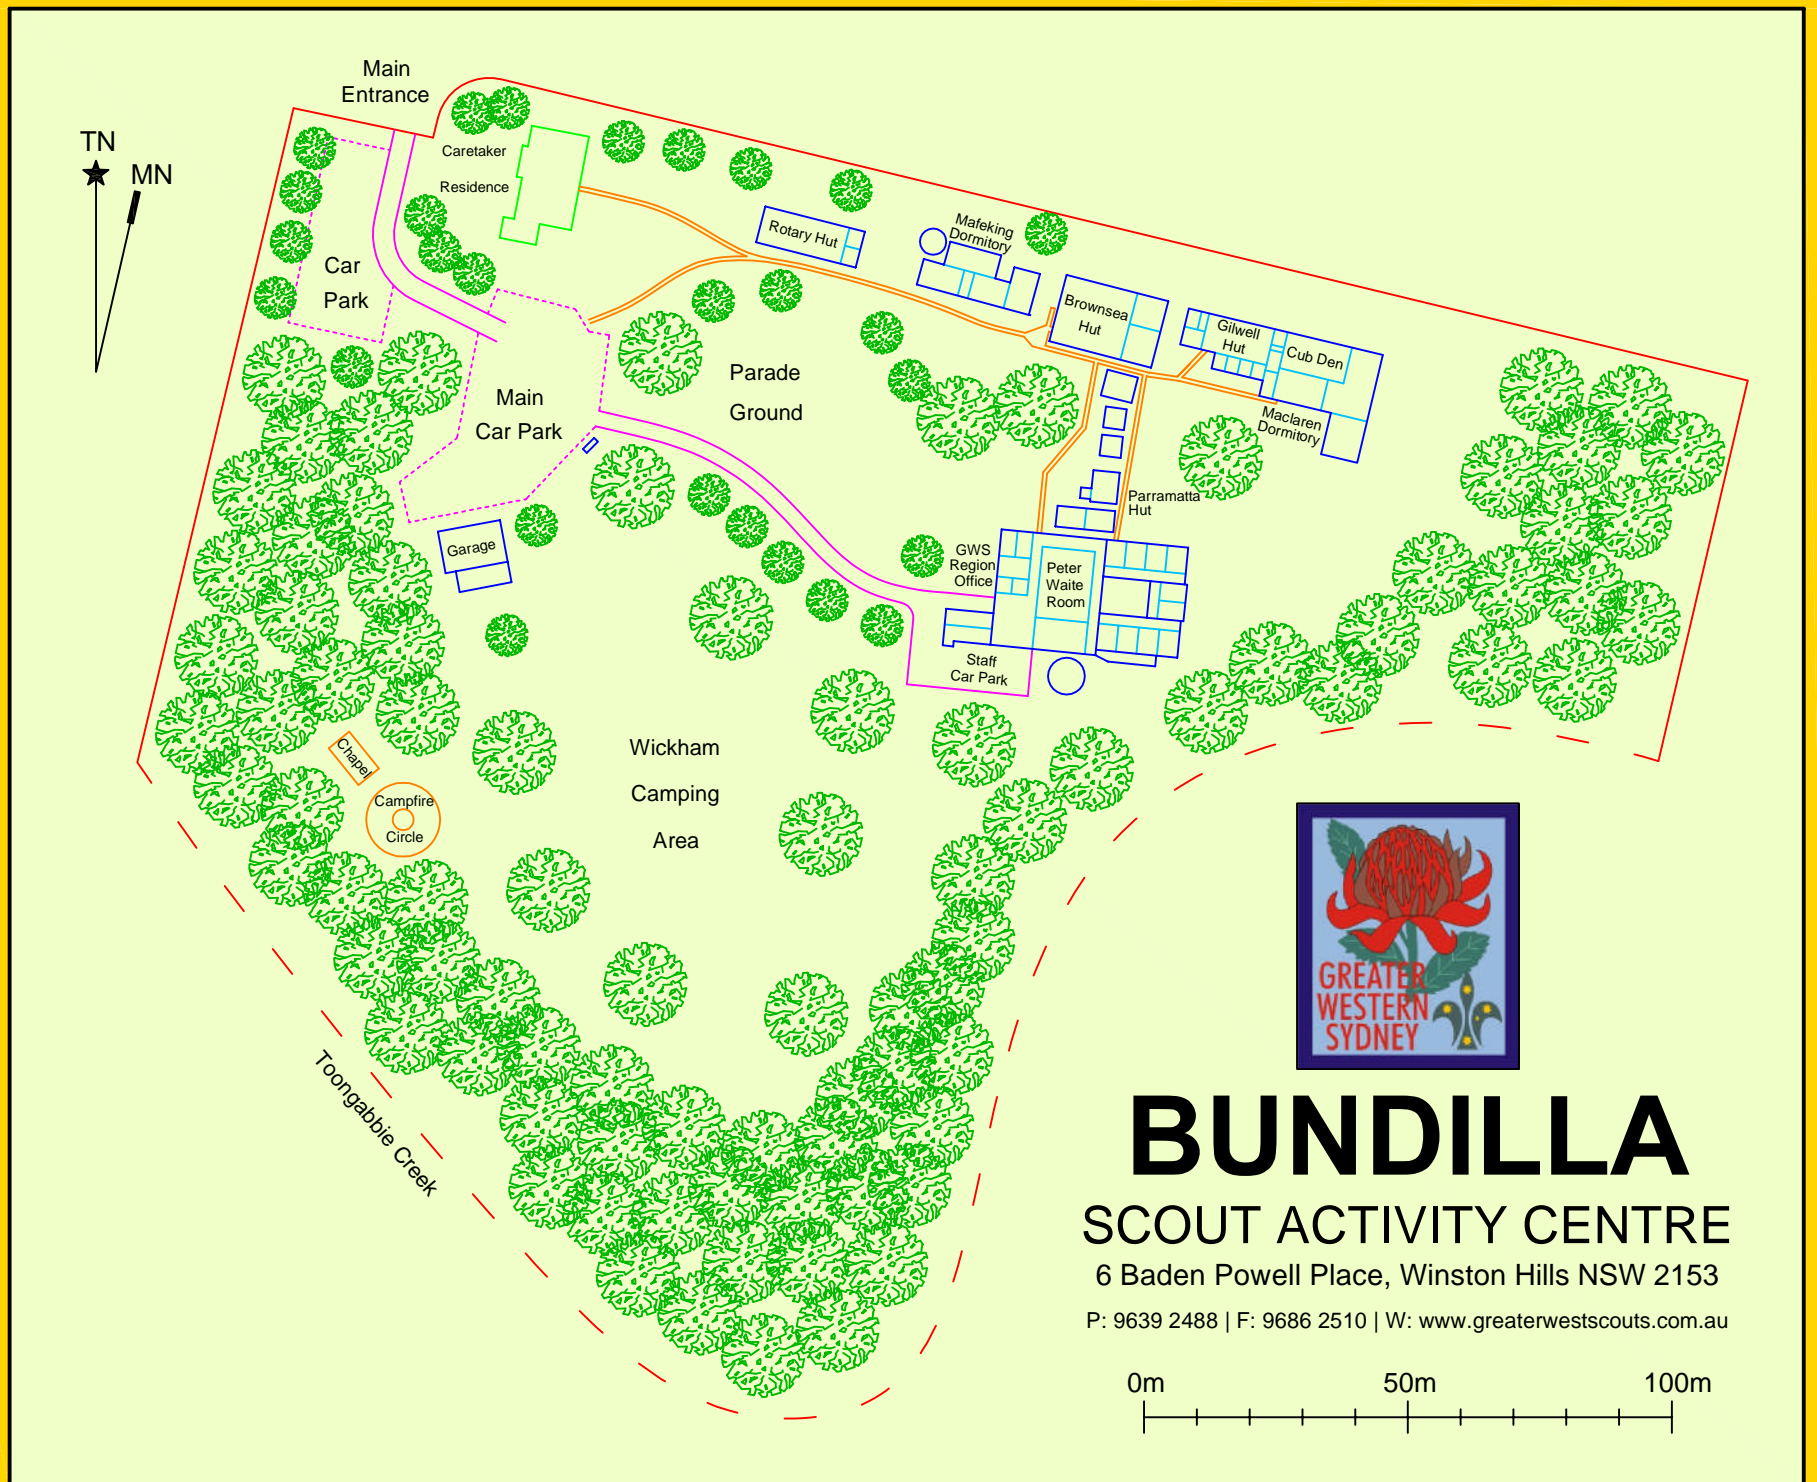 Main
Entrance
TN
MN
Caretaker
Residence
Car
Park
Rotary Hut
Mafeking
Dormitory
Brownsea
Hut
Gilwell
Hut
Cub Den
Maclaren
Dormitory
Parade
Ground
Main
Car Park
Parramatta
Hut
Garage
GWS
Region
Office
Peter
Waite
Room
Staff
Car Park
Chapel
Campfire
Circle
Wickham
Camping
Area
Toongabbie Creek
GREATER
WESTERN
SYDNEY
BUNDILLA
SCOUT ACTIVITY CENTRE
6 Baden Powell Place, Winston Hills NSW 2153
P: 9639 2488 | F: 9686 2510 | W: www.greaterwestscouts.com.au
0m 50m 100m